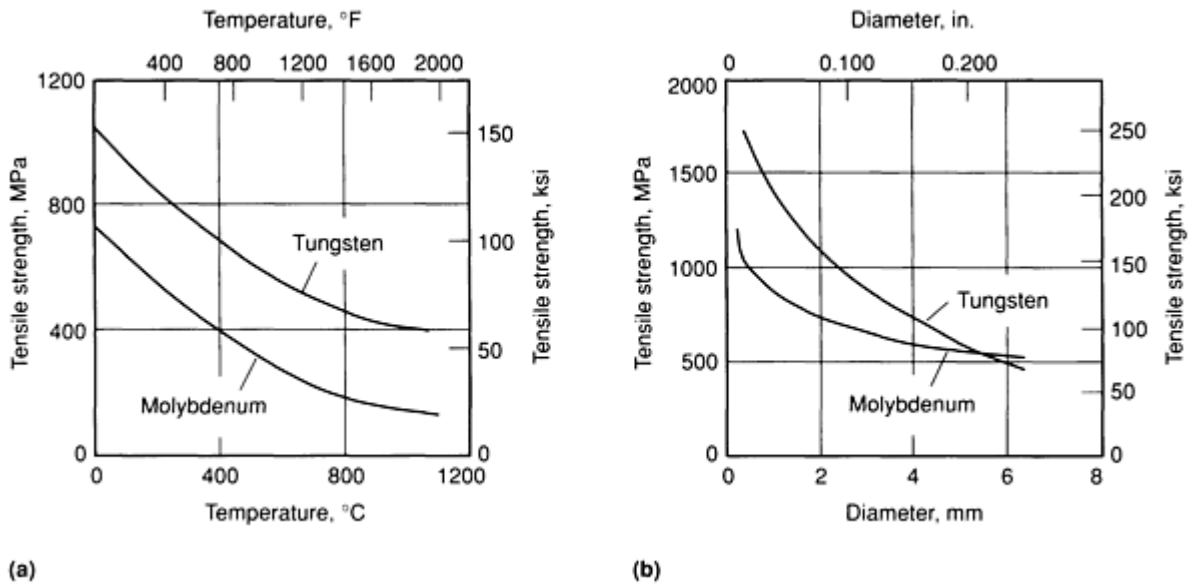 Temperature, °F
400 800 1200 1600 2000
1200
800
400
0
Tensile strength, MPa
150
100
50
0
Tensile strength, ksi
Tungsten
Molybdenum
0 400 800 1200
Temperature, °C
(a)
Diameter, in.
0 0.100 0.200
2000
1500
1000
500
0
Tensile strength, MPa
250
200
150
100
50
0
Tensile strength, ksi
Tungsten
Molybdenum
0 2 4 6 8
Diameter, mm
(b)